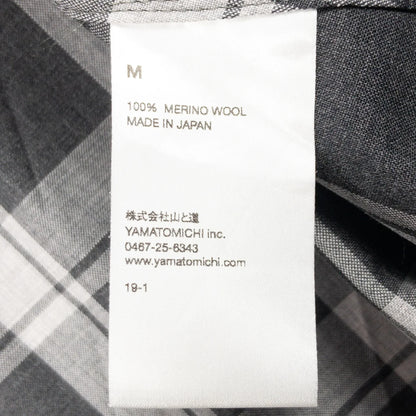 M
100% MERINO WOOL
MADE IN JAPAN
株式会社山と道
YAMATOMICHI inc.
0467-25-6343
www.yamatomichi.com
19-1